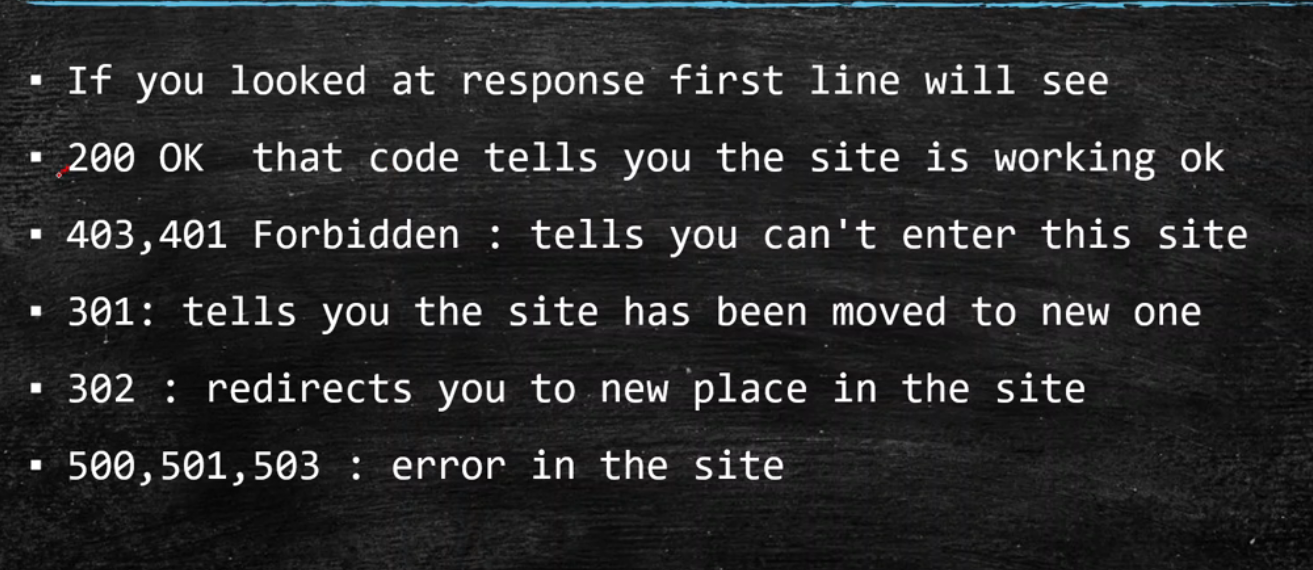 ▪ If you looked at response first line will see
▪ 200 OK  that code tells you the site is working ok
▪ 403,401 Forbidden : tells you can't enter this site
▪ 301: tells you the site has been moved to new one
▪ 302 : redirects you to new place in the site
▪ 500,501,503 : error in the site